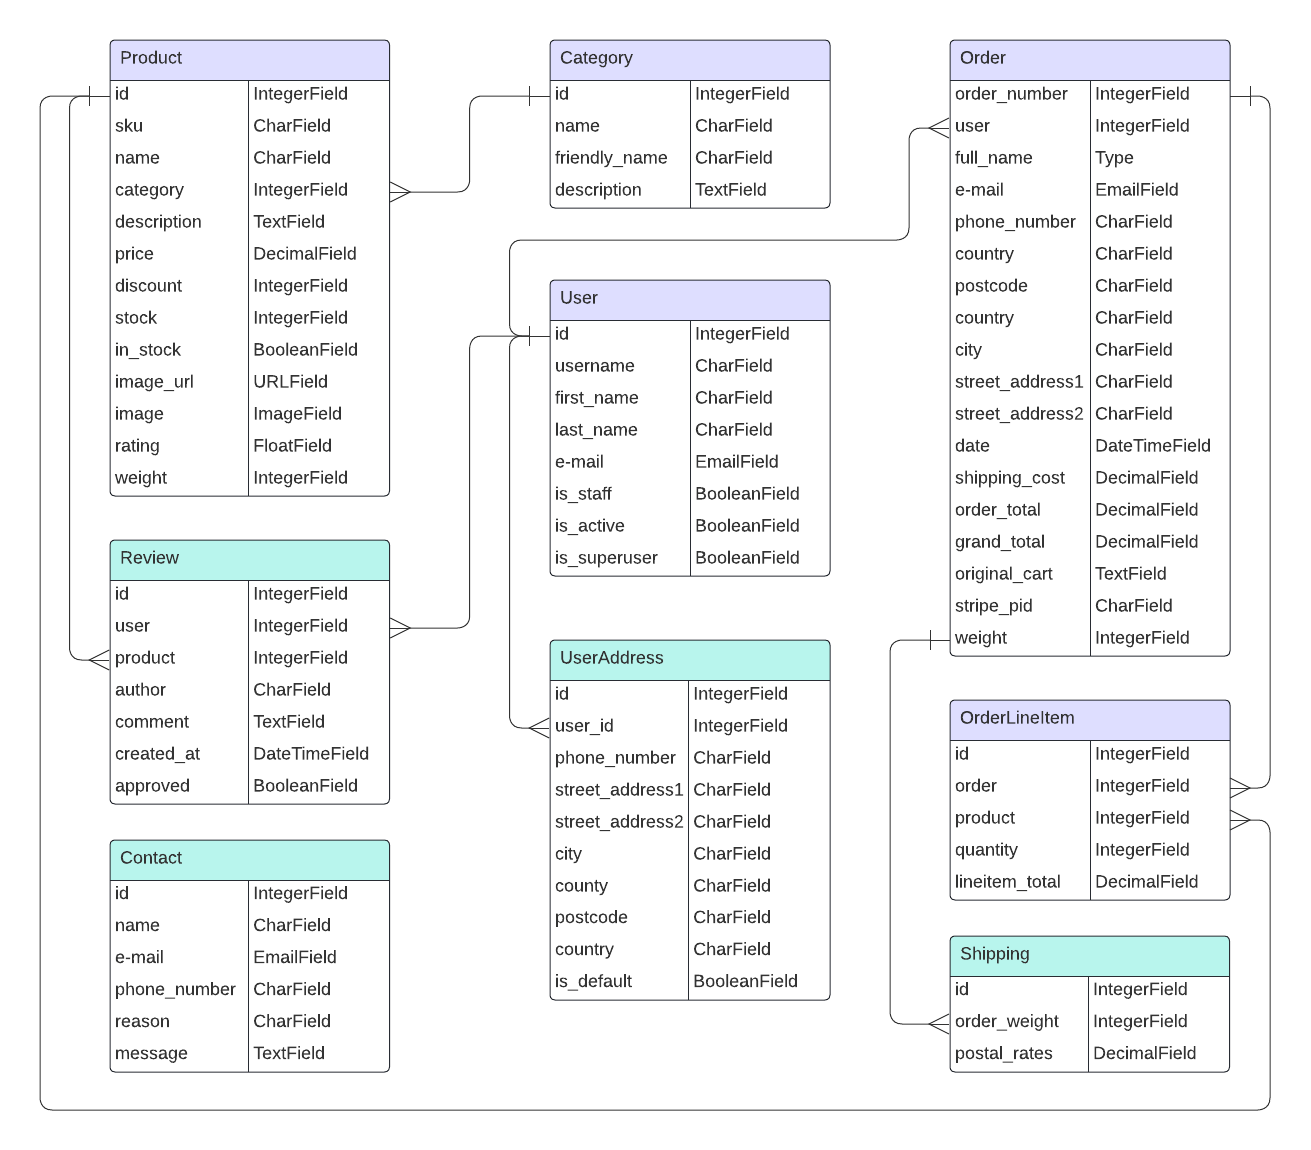 Product
id IntegerField
sku CharField
name CharField
category IntegerField
description TextField
price DecimalField
discount IntegerField
stock IntegerField
in_stock BooleanField
image_url URLField
image ImageField
rating FloatField
weight IntegerField
Review
id IntegerField
user IntegerField
product IntegerField
author CharField
comment TextField
created_at DateTimeField
approved BooleanField
Contact
id IntegerField
name CharField
e-mail EmailField
phone_number CharField
reason CharField
message TextField
Category
id IntegerField
name CharField
friendly_name CharField
description TextField
User
id IntegerField
username CharField
first_name CharField
last_name CharField
e-mail EmailField
is_staff BooleanField
is_active BooleanField
is_superuser BooleanField
UserAddress
id IntegerField
user_id IntegerField
phone_number CharField
street_address1 CharField
street_address2 CharField
city CharField
county CharField
postcode CharField
country CharField
is_default BooleanField
Order
order_number IntegerField
user IntegerField
full_name Type
e-mail EmailField
phone_number CharField
country CharField
postcode CharField
country CharField
city CharField
street_address1 CharField
street_address2 CharField
date DateTimeField
shipping_cost DecimalField
order_total DecimalField
grand_total DecimalField
original_cart TextField
stripe_pid CharField
weight IntegerField
OrderLineItem
id IntegerField
order IntegerField
product IntegerField
quantity IntegerField
lineitem_total DecimalField
Shipping
id IntegerField
order_weight IntegerField
postal_rates DecimalField